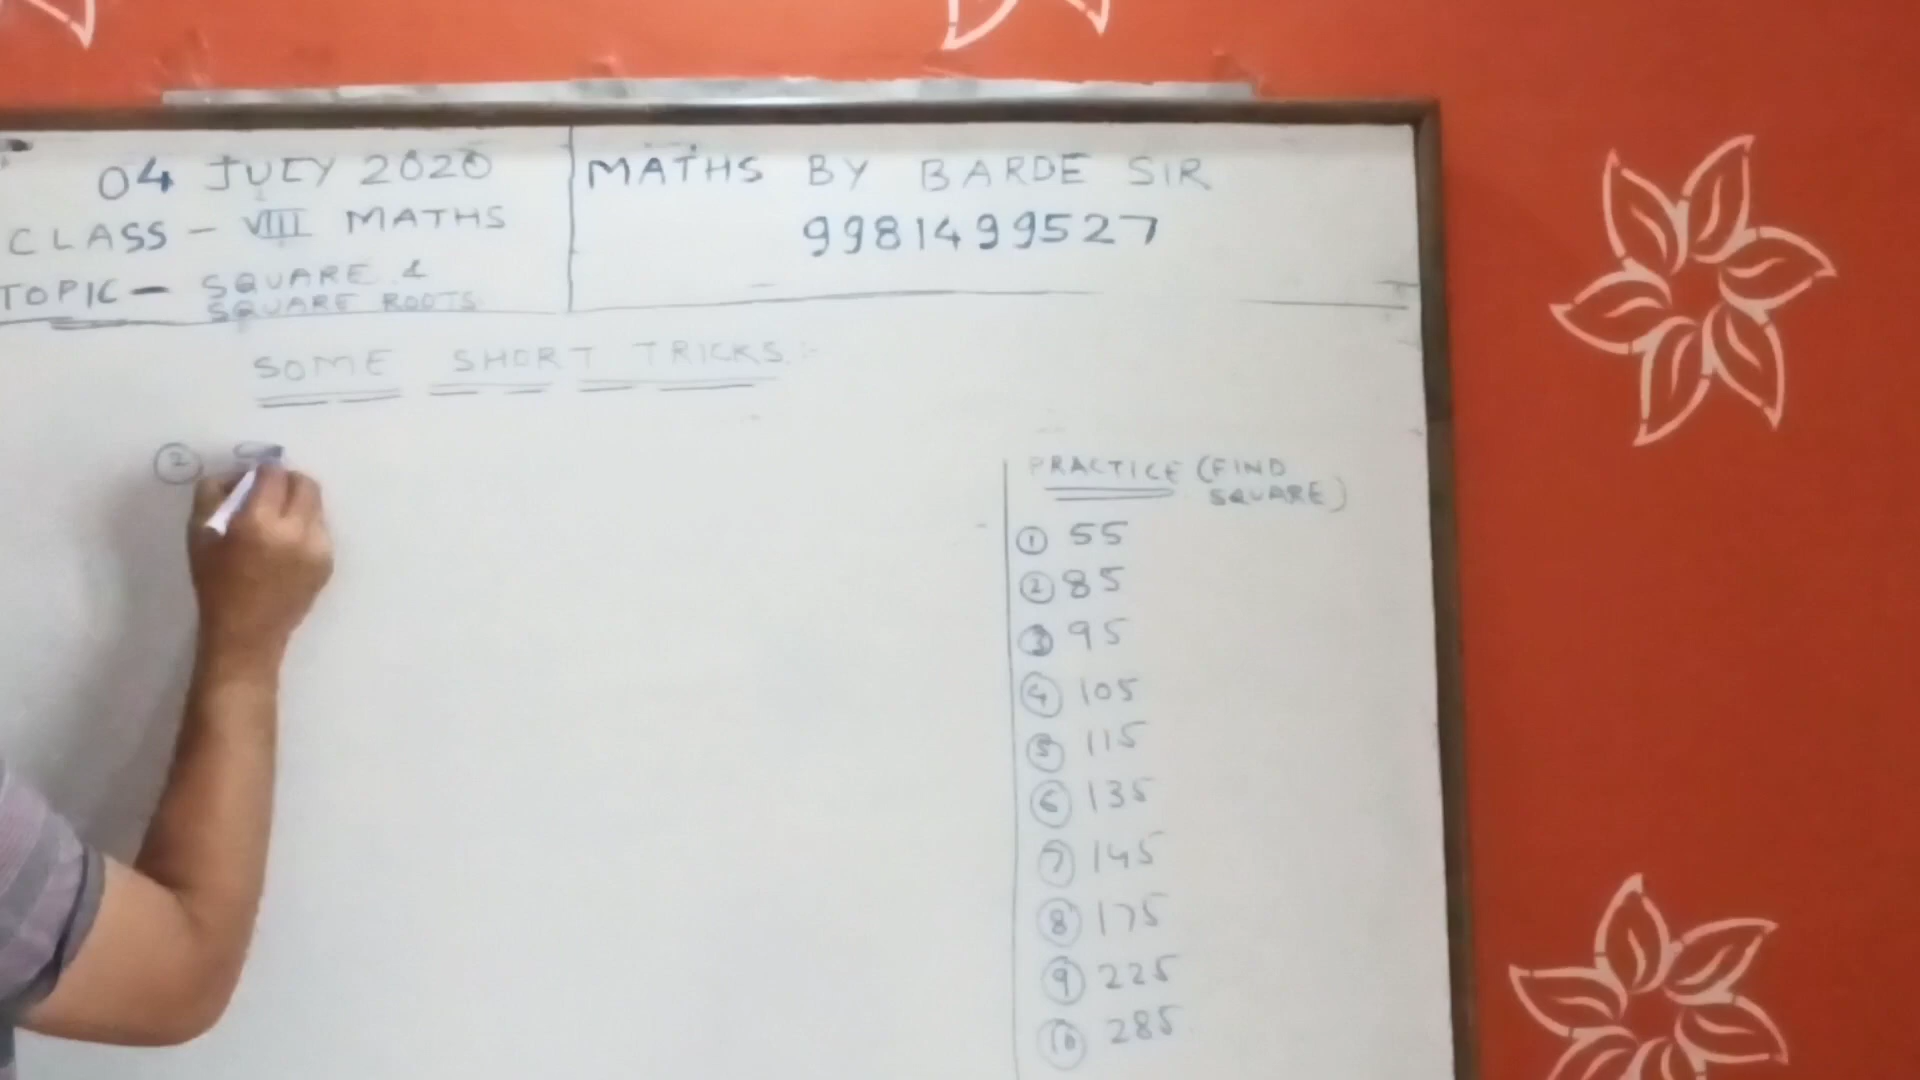 04 JULY 2020
CLASS - VIII MATHS
TOPIC - SQUARE &
SQUARE ROOTS
MATHS BY BARDE SIR
9981499527
SOME SHORT TRICKS :-
②
PRACTICE (FIND
SQUARE)
① 55
② 85
③ 95
④ 105
⑤ 115
⑥ 135
⑦ 145
⑧ 175
⑨ 225
⑩ 285